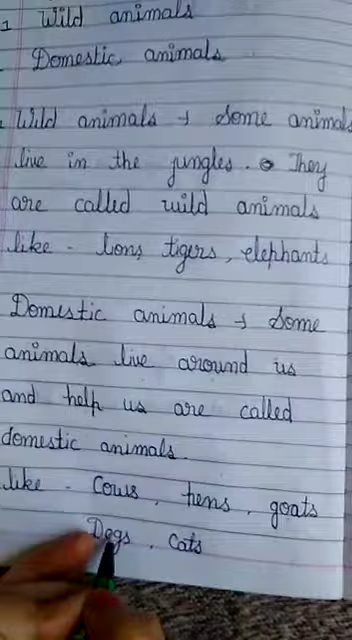 1 Wild animals
Domestic animals
Wild animals → Some animals
live in the jungles. They
are called wild animals
like - lions, tigers, elephants
Domestic animals → Some
animals live around us
and help us are called
domestic animals.
like - Cows, hens, goats
Dogs, Cats